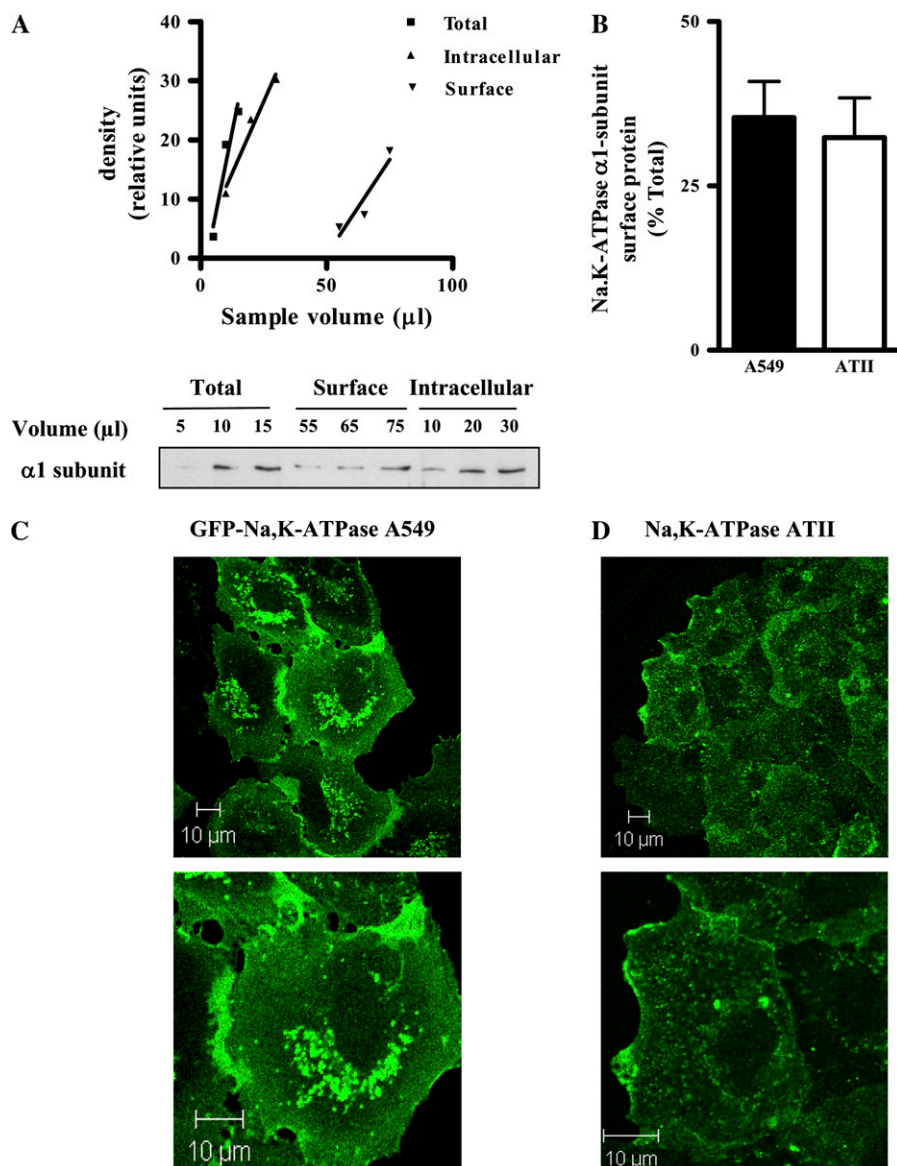 A
40
30
20
10
0
density
(relative units)
0 50 100
Sample volume (μl)
Total
Intracellular
Surface
B
50
25
0
Na.K-ATPase α1-subunit
surface protein
(% Total)
A549 ATII
Total Surface Intracellular
Volume (μl) 5 10 15 55 65 75 10 20 30
α1 subunit
C GFP-Na,K-ATPase A549
10 μm
10 μm
D Na,K-ATPase ATII
10 μm
10 μm